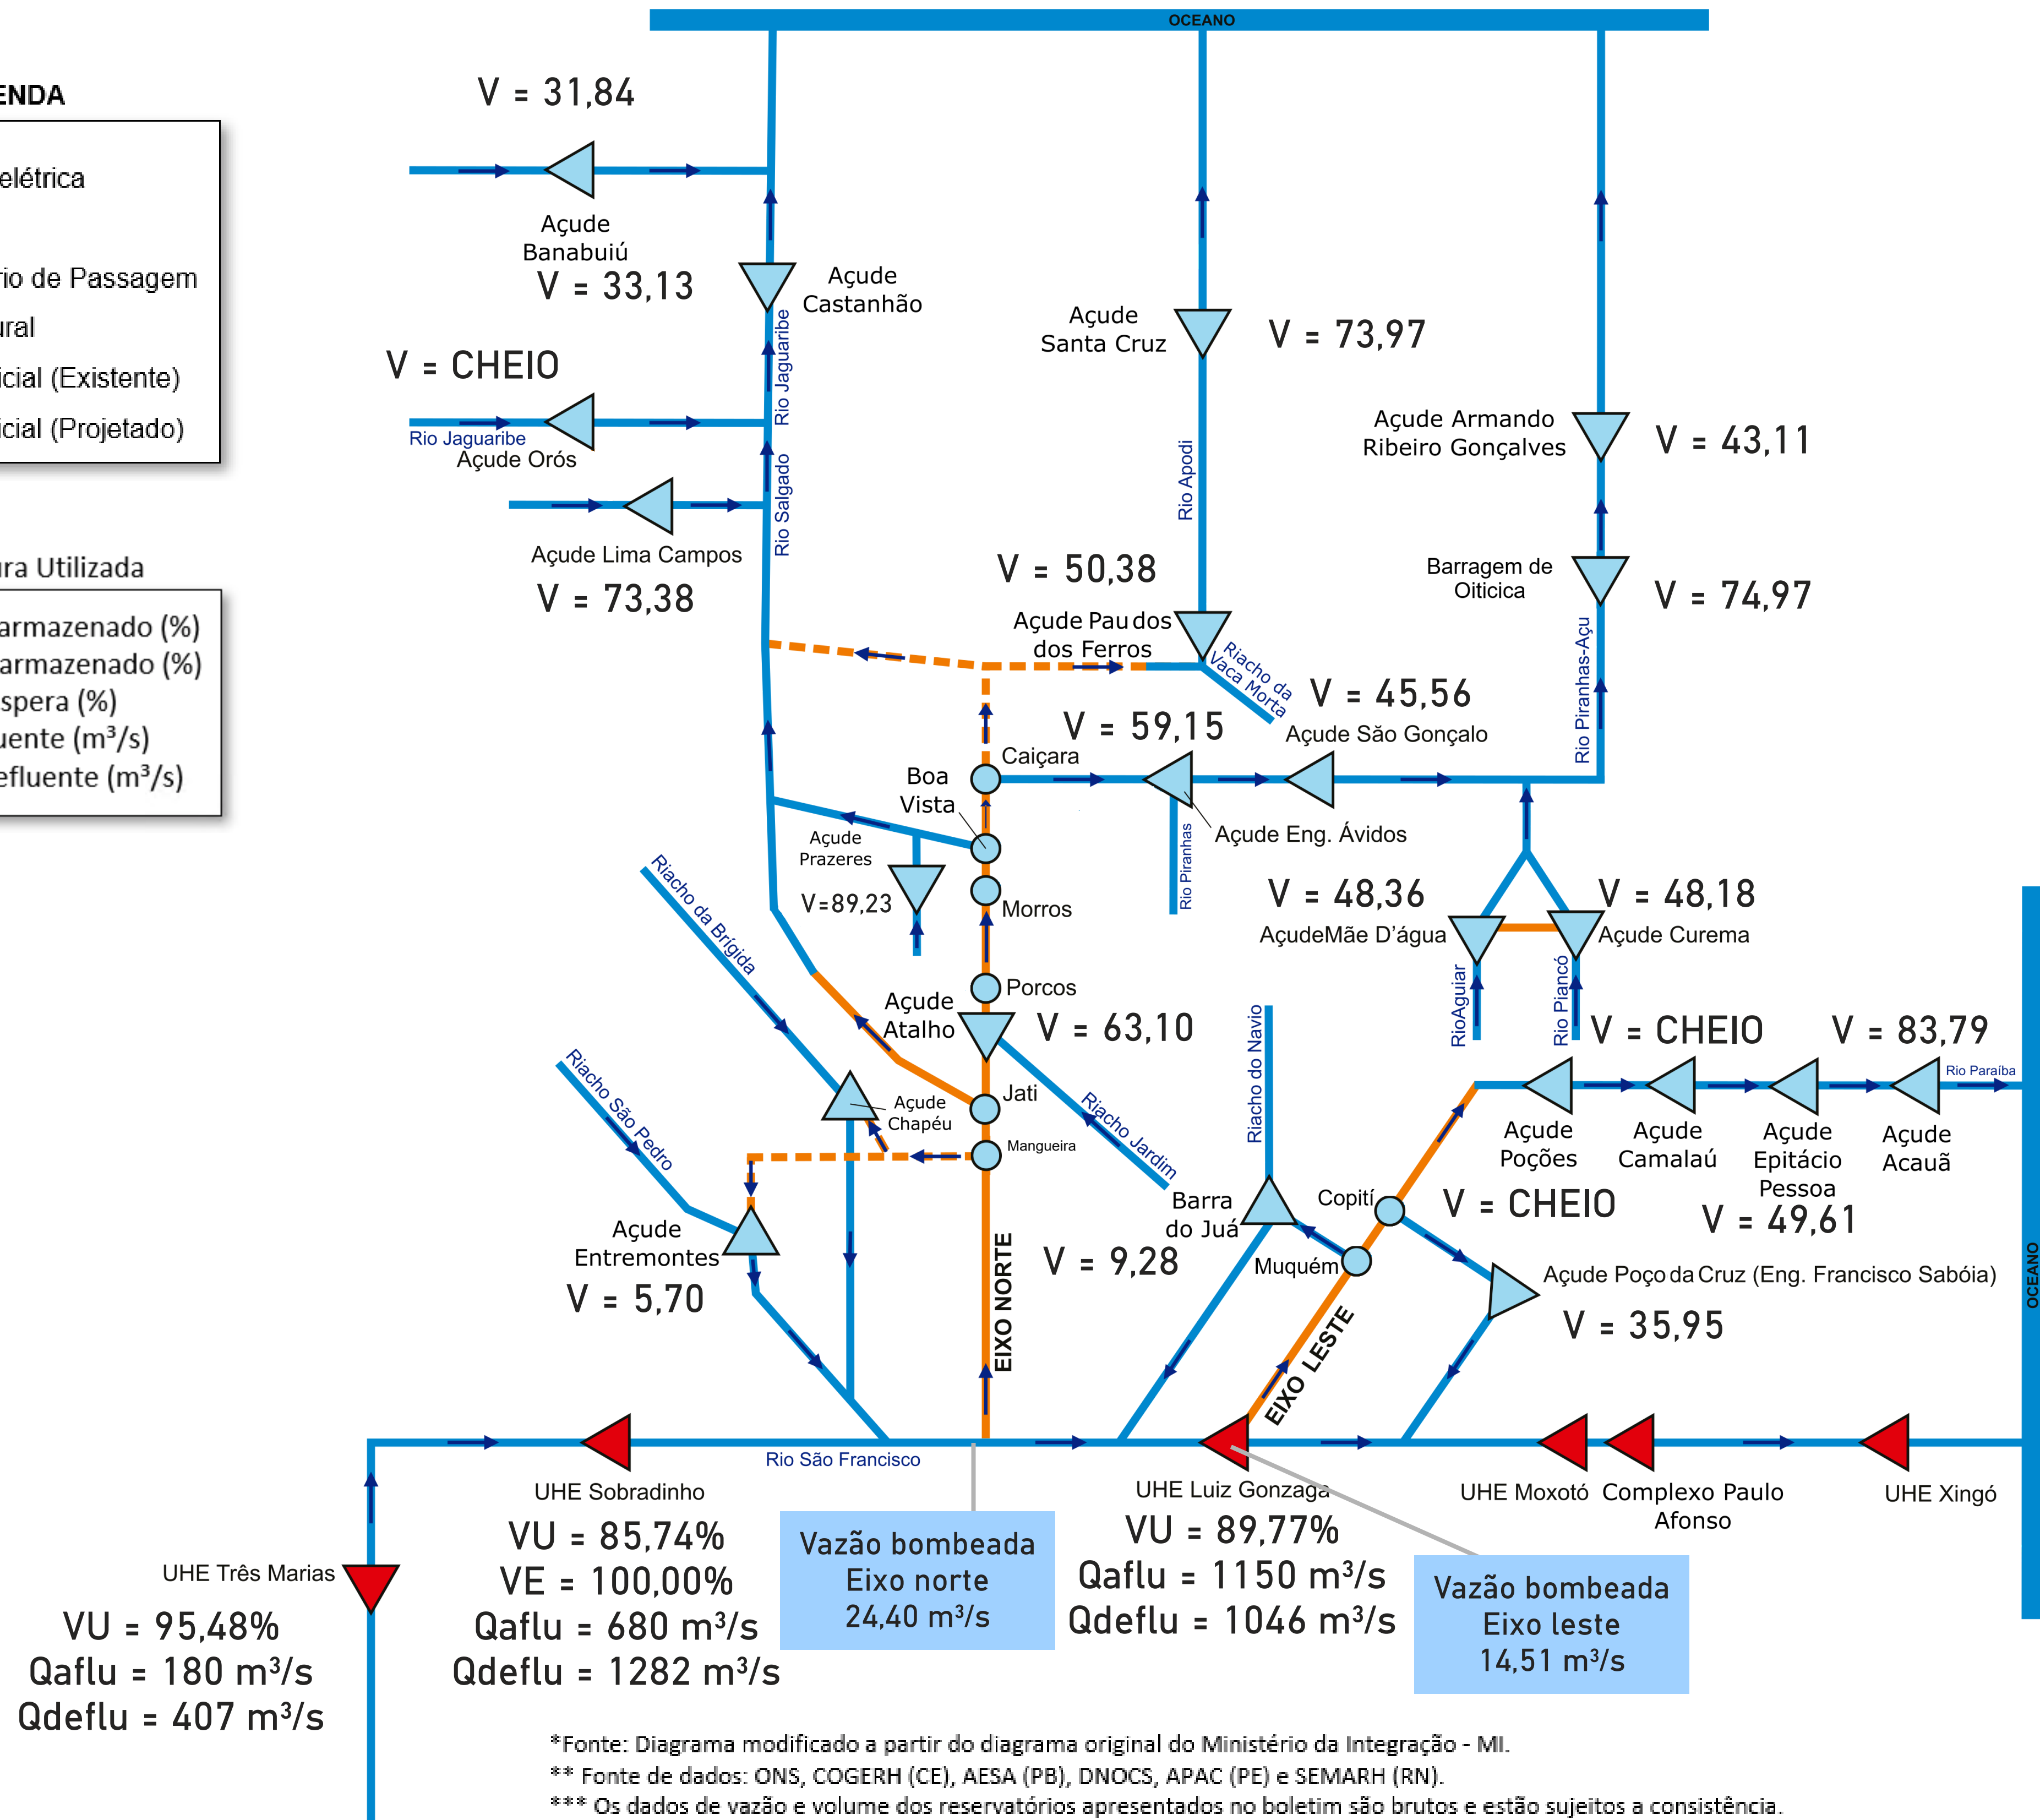 OCEANO
ENDA
elétrica
rio de Passagem
ural
icial (Existente)
icial (Projetado)
ura Utilizada
armazenado (%)
armazenado (%)
spera (%)
uente (m³/s)
efluente (m³/s)
V = 31,84
Açude
Banabuiú
V = 33,13
Açude
Castanhão
Rio Jaguaribe
V = CHEIO
Rio Jaguaribe
Açude Orós
Rio Salgado
Açude Lima Campos
V = 73,38
Açude
Santa Cruz
V = 73,97
Rio Apodi
V = 50,38
Açude Pau dos
dos Ferros
Riacho da
Vaca Morta
Açude Armando
Ribeiro Gonçalves
V = 43,11
Barragem de
Oiticica
V = 74,97
Rio Piranhas-Açu
V = 45,56
Açude São Gonçalo
V = 59,15
Caiçara
Boa
Vista
Açude Eng. Ávidos
Rio Piranhas
Açude
Prazeres
V=89,23
Morros
Porcos
Riacho da Brígida
Açude
Atalho
V = 63,10
V = 48,36
AçudeMãe D'água
V = 48,18
Açude Curema
RioAguiar
Rio Piancó
Riacho do Navio
V = CHEIO
V = 83,79
Rio Paraíba
Riacho São Pedro
Açude
Chapéu
Jati
Mangueira
Riacho Jardim
Açude
Poções
Açude
Camalaú
Açude
Epitácio
Pessoa
V = 49,61
Açude
Acauã
Barra
do Juá
V = 9,28
Copití
V = CHEIO
Muquém
Açude
Entremontes
V = 5,70
EIXO NORTE
EIXO LESTE
Açude Poço da Cruz (Eng. Francisco Sabóia)
V = 35,95
OCEANO
Rio São Francisco
UHE Sobradinho
VU = 85,74%
VE = 100,00%
Qaflu = 680 m³/s
Qdeflu = 1282 m³/s
Vazão bombeada
Eixo norte
24,40 m³/s
UHE Luiz Gonzaga
VU = 89,77%
Qaflu = 1150 m³/s
Qdeflu = 1046 m³/s
Vazão bombeada
Eixo leste
14,51 m³/s
UHE Moxotó
Complexo Paulo
Afonso
UHE Xingó
UHE Três Marias
VU = 95,48%
Qaflu = 180 m³/s
Qdeflu = 407 m³/s
*Fonte: Diagrama modificado a partir do diagrama original do Ministério da Integração - MI.
** Fonte de dados: ONS, COGERH (CE), AESA (PB), DNOCS, APAC (PE) e SEMARH (RN).
*** Os dados de vazão e volume dos reservatórios apresentados no boletim são brutos e estão sujeitos a consistência.